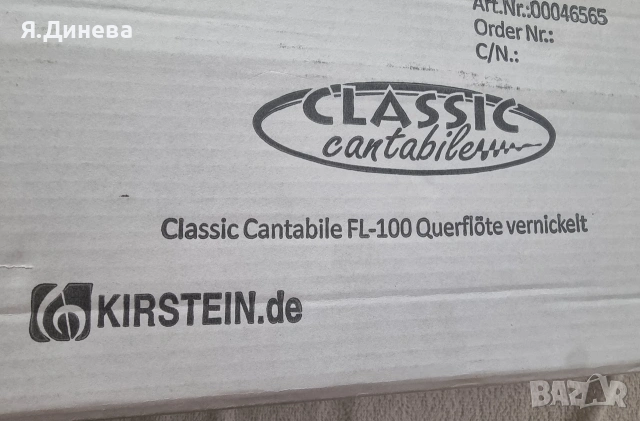 Я.Динева
Art.Nr.:00046565
Order Nr.:
C/N.:
CLASSIC
cantabile
Classic Cantabile FL-100 Querflöte vernickelt
KIRSTEIN.de
BAZAR